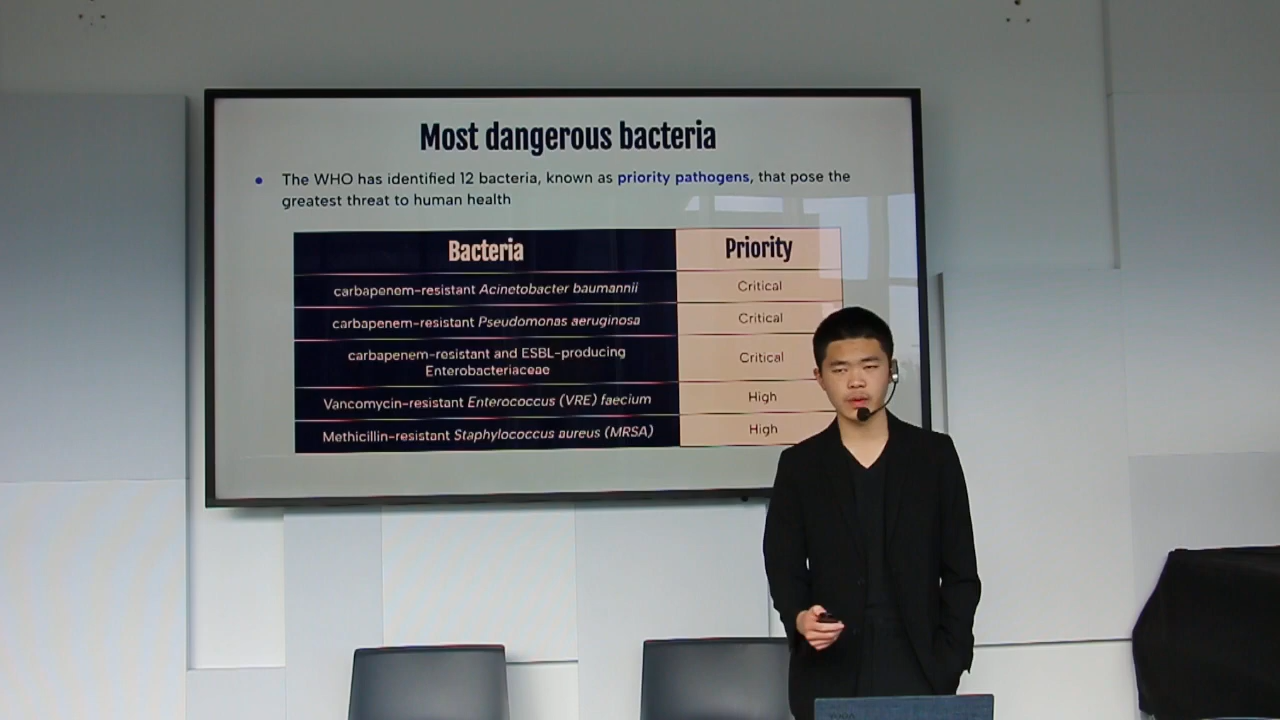 Most dangerous bacteria
• The WHO has identified 12 bacteria, known as priority pathogens, that pose the
greatest threat to human health
Bacteria Priority
carbapenem-resistant Acinetobacter baumannii Critical
carbapenem-resistant Pseudomonas aeruginosa Critical
carbapenem-resistant and ESBL-producing
Enterobacteriaceae Critical
Vancomycin-resistant Enterococcus (VRE) faecium High
Methicillin-resistant Staphylococcus aureus (MRSA) High